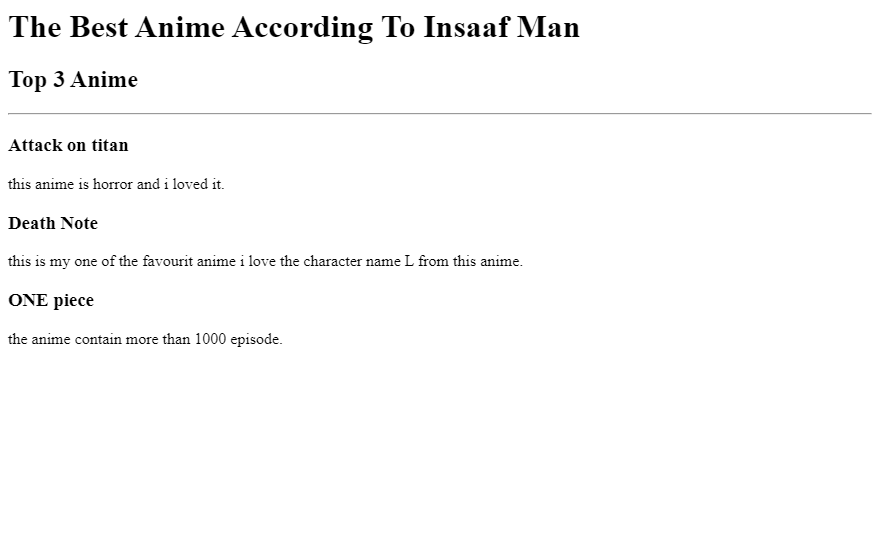 The Best Anime According To Insaaf Man
Top 3 Anime
Attack on titan
this anime is horror and i loved it.
Death Note
this is my one of the favourit anime i love the character name L from this anime.
ONE piece
the anime contain more than 1000 episode.